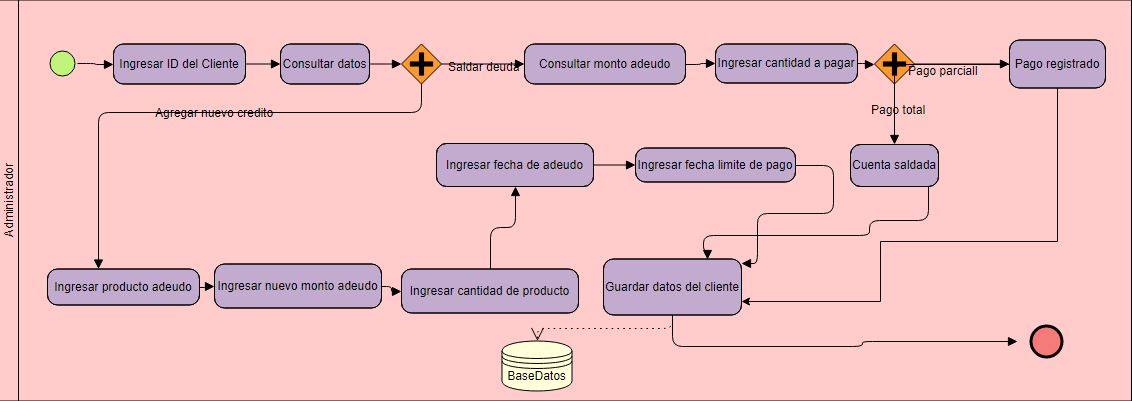 Administrador
Ingresar ID del Cliente
Consultar datos
Saldar deuda
Consultar monto adeudo
Ingresar cantidad a pagar
Pago parciall
Pago registrado
Agregar nuevo credito
Pago total
Ingresar fecha de adeudo
Ingresar fecha limite de pago
Cuenta saldada
Ingresar producto adeudo
Ingresar nuevo monto adeudo
Ingresar cantidad de producto
Guardar datos del cliente
BaseDatos